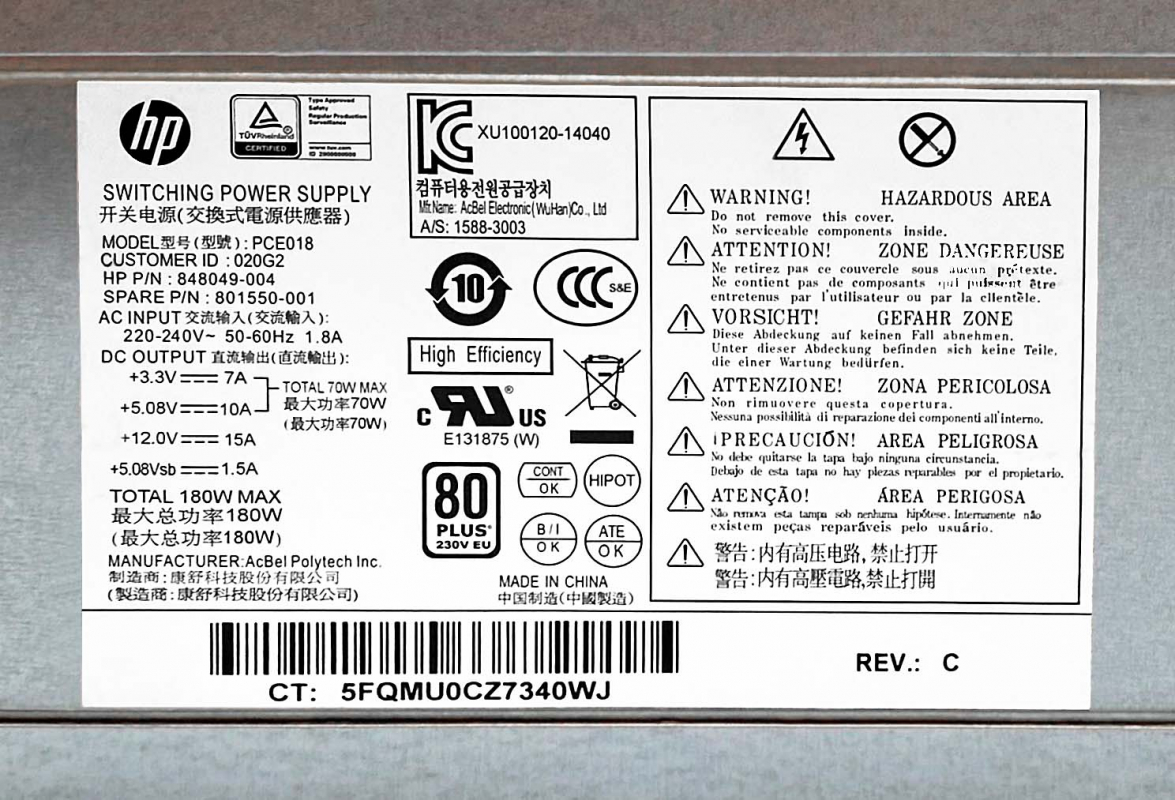 hp
TÜVRheinland
CERTIFIED
Type Approved
Safety
Regular Production
Surveillance
www.tuv.com
ID 2000000000
SWITCHING POWER SUPPLY
开关电源(交換式電源供應器)
MODEL型号(型號): PCE018
CUSTOMER ID : 020G2
HP P/N : 848049-004
SPARE P/N : 801550-001
AC INPUT 交流输入(交流輸入):
220-240V~ 50-60Hz 1.8A
DC OUTPUT 直流输出(直流輸出):
+3.3V 7A
+5.08V 10A
TOTAL 70W MAX
最大功率70W
(最大功率70W)
+12.0V 15A
+5.08Vsb 1.5A
TOTAL 180W MAX
最大总功率180W
(最大總功率180W)
MANUFACTURER:AcBel Polytech Inc.
制造商:康舒科技股份有限公司
(製造商:康舒科技股份有限公司)
KC XU100120-14040
컴퓨터용전원공급장치
Mfr.Name: AcBel Electronic(WuHan)Co., Ltd
A/S: 1588-3003
10
CCC S&E
High Efficiency
C RU ® US
E131875 (W)
80
PLUS®
230V EU
CONT
OK
HIPOT
B/I
OK
ATE
OK
MADE IN CHINA
中国制造(中國製造)
WARNING! HAZARDOUS AREA
Do not remove this cover.
No serviceable components inside.
ATTENTION! ZONE DANGEREUSE
Ne retirez pas ce couvercle sous aucun prétexte.
Ne contient pas de composants qui puissent être
entretenus par l'utilisateur ou par la clientèle.
VORSICHT! GEFAHR ZONE
Diese Abdeckung auf keinen Fall abnehmen.
Unter dieser Abdeckung befinden sich keine Teile,
die einer Wartung bedürfen.
ATTENZIONE! ZONA PERICOLOSA
Non rimuovere questa copertura.
Nessuna possibilità di reparazione dei componenti all'interno.
¡PRECAUCIÓN! AREA PELIGROSA
No debe quitarse la tapa bajo ninguna circunstancia.
Debajo de esta tapa no hay piezas reparables por el propietario.
ATENÇÃO! ÁREA PERIGOSA
Não remova esta tampa sob nenhuma hipótese. Internamente não
existem peças reparáveis pelo usuário.
警告:内有高压电路,禁止打开
警告:内有高壓電路,禁止打開
CT: 5FQMU0CZ7340WJ
REV.: C